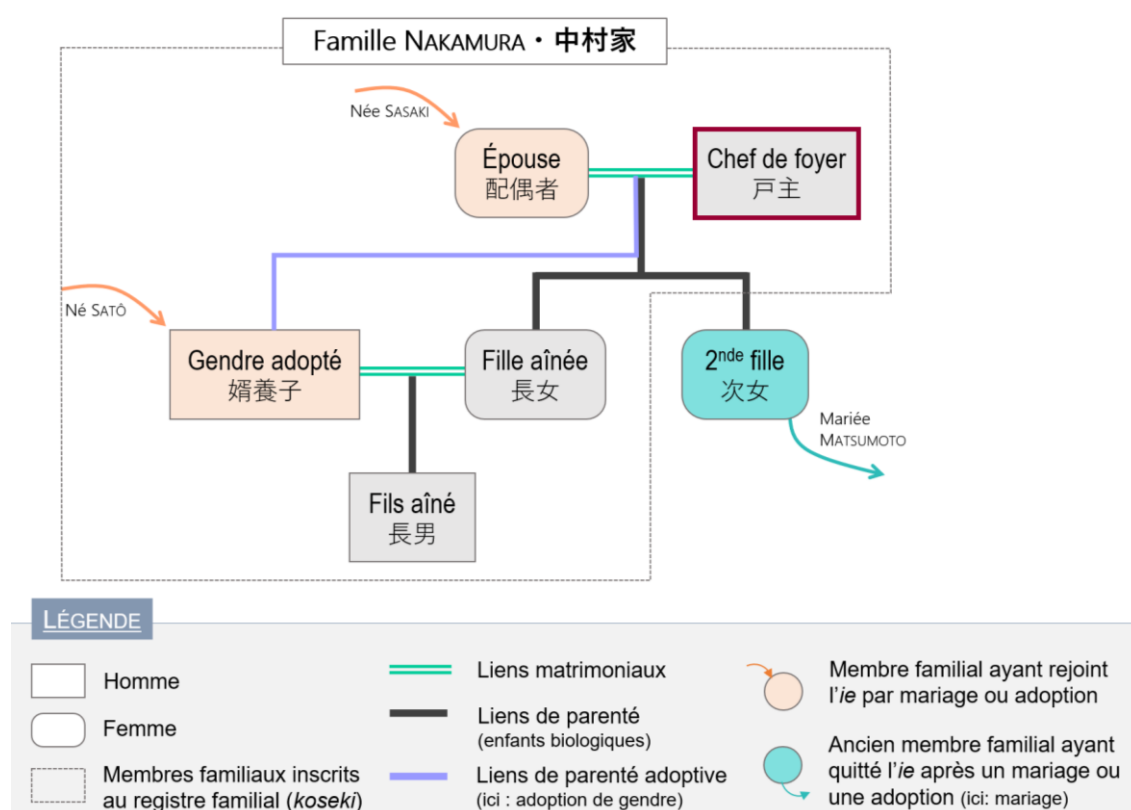 Famille NAKAMURA・中村家
Née SASAKI
Épouse
配偶者
Chef de foyer
戸主
Né SATÔ
Gendre adopté
婿養子
Fille aînée
長女
2nde fille
次女
Mariée
MATSUMOTO
Fils aîné
長男
LÉGENDE
Homme
Femme
Membres familiaux inscrits
au registre familial (koseki)
Liens matrimoniaux
Liens de parenté
(enfants biologiques)
Liens de parenté adoptive
(ici : adoption de gendre)
Membre familial ayant rejoint
l'ie par mariage ou adoption
Ancien membre familial ayant
quitté l'ie après un mariage ou
une adoption (ici: mariage)